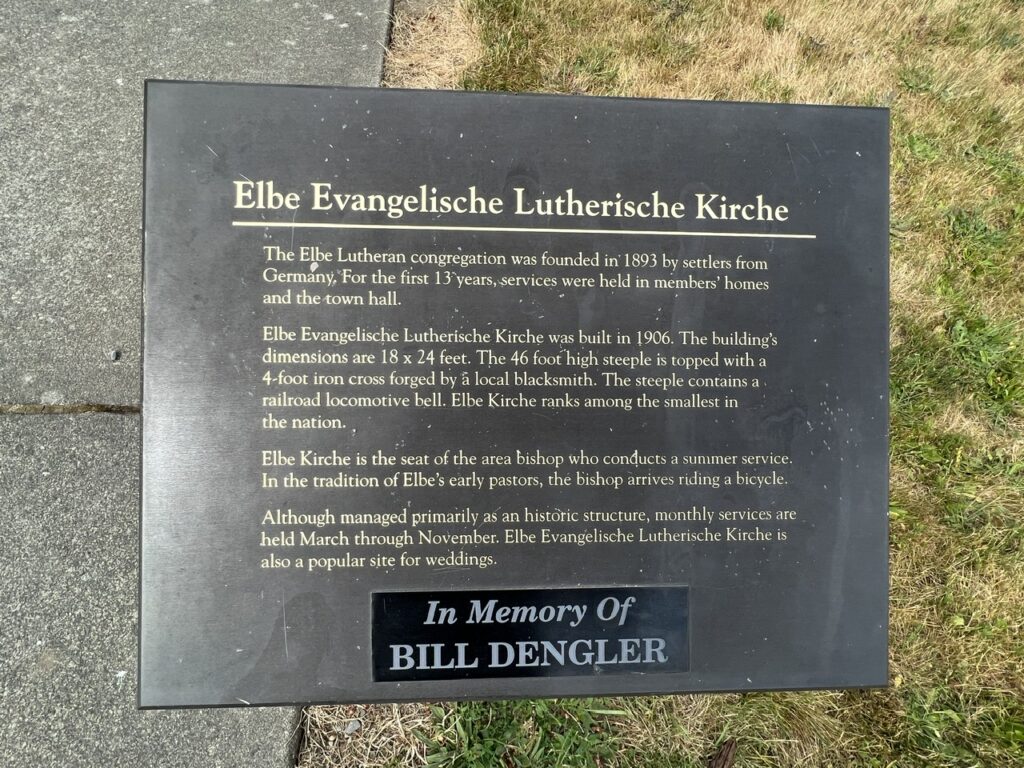 Elbe Evangelische Lutherische Kirche
The Elbe Lutheran congregation was founded in 1893 by settlers from
Germany. For the first 13 years, services were held in members' homes
and the town hall.
Elbe Evangelische Lutherische Kirche was built in 1906. The building's
dimensions are 18 x 24 feet. The 46 foot high steeple is topped with a
4-foot iron cross forged by a local blacksmith. The steeple contains a
railroad locomotive bell. Elbe Kirche ranks among the smallest in
the nation.
Elbe Kirche is the seat of the area bishop who conducts a summer service.
In the tradition of Elbe's early pastors, the bishop arrives riding a bicycle.
Although managed primarily as an historic structure, monthly services are
held March through November. Elbe Evangelische Lutherische Kirche is
also a popular site for weddings.
In Memory Of
BILL DENGLER